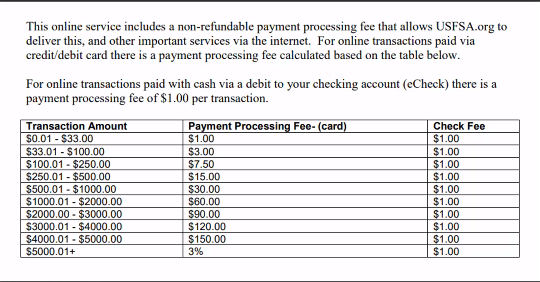 This online service includes a non-refundable payment processing fee that allows USFSA.org to
deliver this, and other important services via the internet.  For online transactions paid via
credit/debit card there is a payment processing fee calculated based on the table below.
For online transactions paid with cash via a debit to your checking account (eCheck) there is a
payment processing fee of $1.00 per transaction.
Transaction Amount Payment Processing Fee- (card) Check Fee
$0.01 - $33.00 $1.00 $1.00
$33.01 - $100.00 $3.00 $1.00
$100.01 - $250.00 $7.50 $1.00
$250.01 - $500.00 $15.00 $1.00
$500.01 - $1000.00 $30.00 $1.00
$1000.01 - $2000.00 $60.00 $1.00
$2000.00 - $3000.00 $90.00 $1.00
$3000.01 - $4000.00 $120.00 $1.00
$4000.01 - $5000.00 $150.00 $1.00
$5000.01+ 3% $1.00